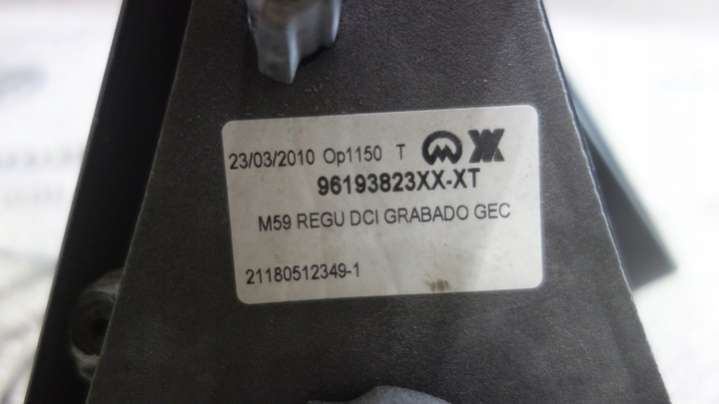 23/03/2010 Op1150 T
96193823XX-XT
M59 REGU DCI GRABADO GEC
21180512349-1